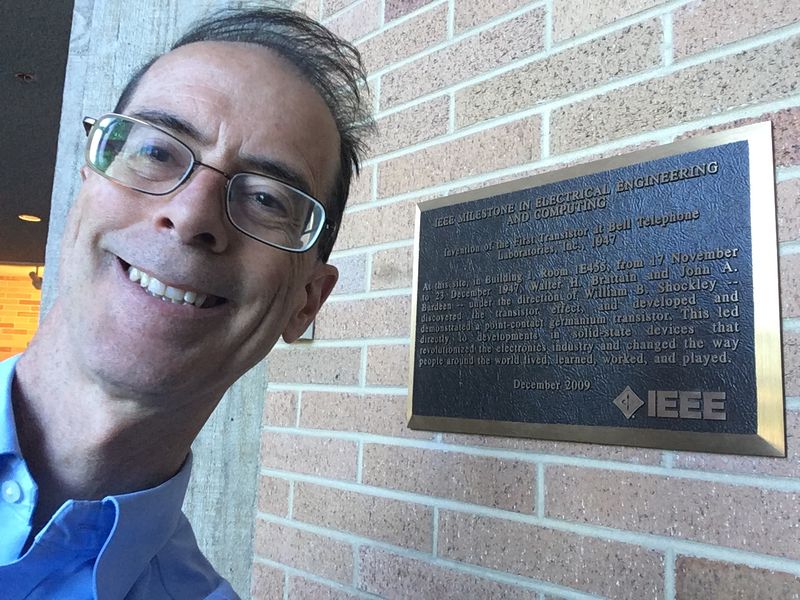 IEEE MILESTONE IN ELECTRICAL ENGINEERING
AND COMPUTING
Invention of the First Transistor at Bell Telephone
Laboratories, Inc., 1947
At this site, in Building 1, Room 1E455, from 17 November
to 23 December 1947, Walter H. Brattain and John A.
Bardeen -- under the direction of William B. Shockley --
discovered the transistor effect, and developed and
demonstrated a point-contact germanium transistor. This led
directly to developments in solid-state devices that
revolutionized the electronics industry and changed the way
people around the world lived, learned, worked, and played.
December 2009
IEEE